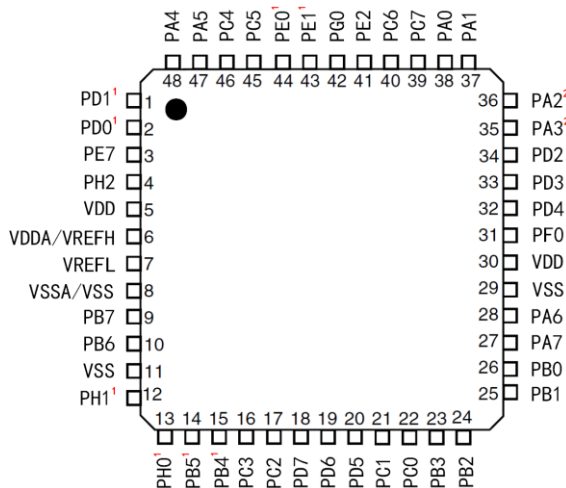 PA4 PA5 PC4 PC5 PE0¹ PE1¹ PG0 PE2 PC6 PC7 PA0 PA1
48 47 46 45 44 43 42 41 40 39 38 37
PD1¹ 1 36 PA2²
PD0¹ 2 35 PA3²
PE7 3 34 PD2
PH2 4 33 PD3
VDD 5 32 PD4
VDDA/VREFH 6 31 PF0
VREFL 7 30 VDD
VSSA/VSS 8 29 VSS
PB7 9 28 PA6
PB6 10 27 PA7
VSS 11 26 PB0
PH1¹ 12 25 PB1
13 14 15 16 17 18 19 20 21 22 23 24
PH0¹ PB5¹ PB4¹ PC3 PC2 PD7 PD6 PD5 PC1 PC0 PB3 PB2